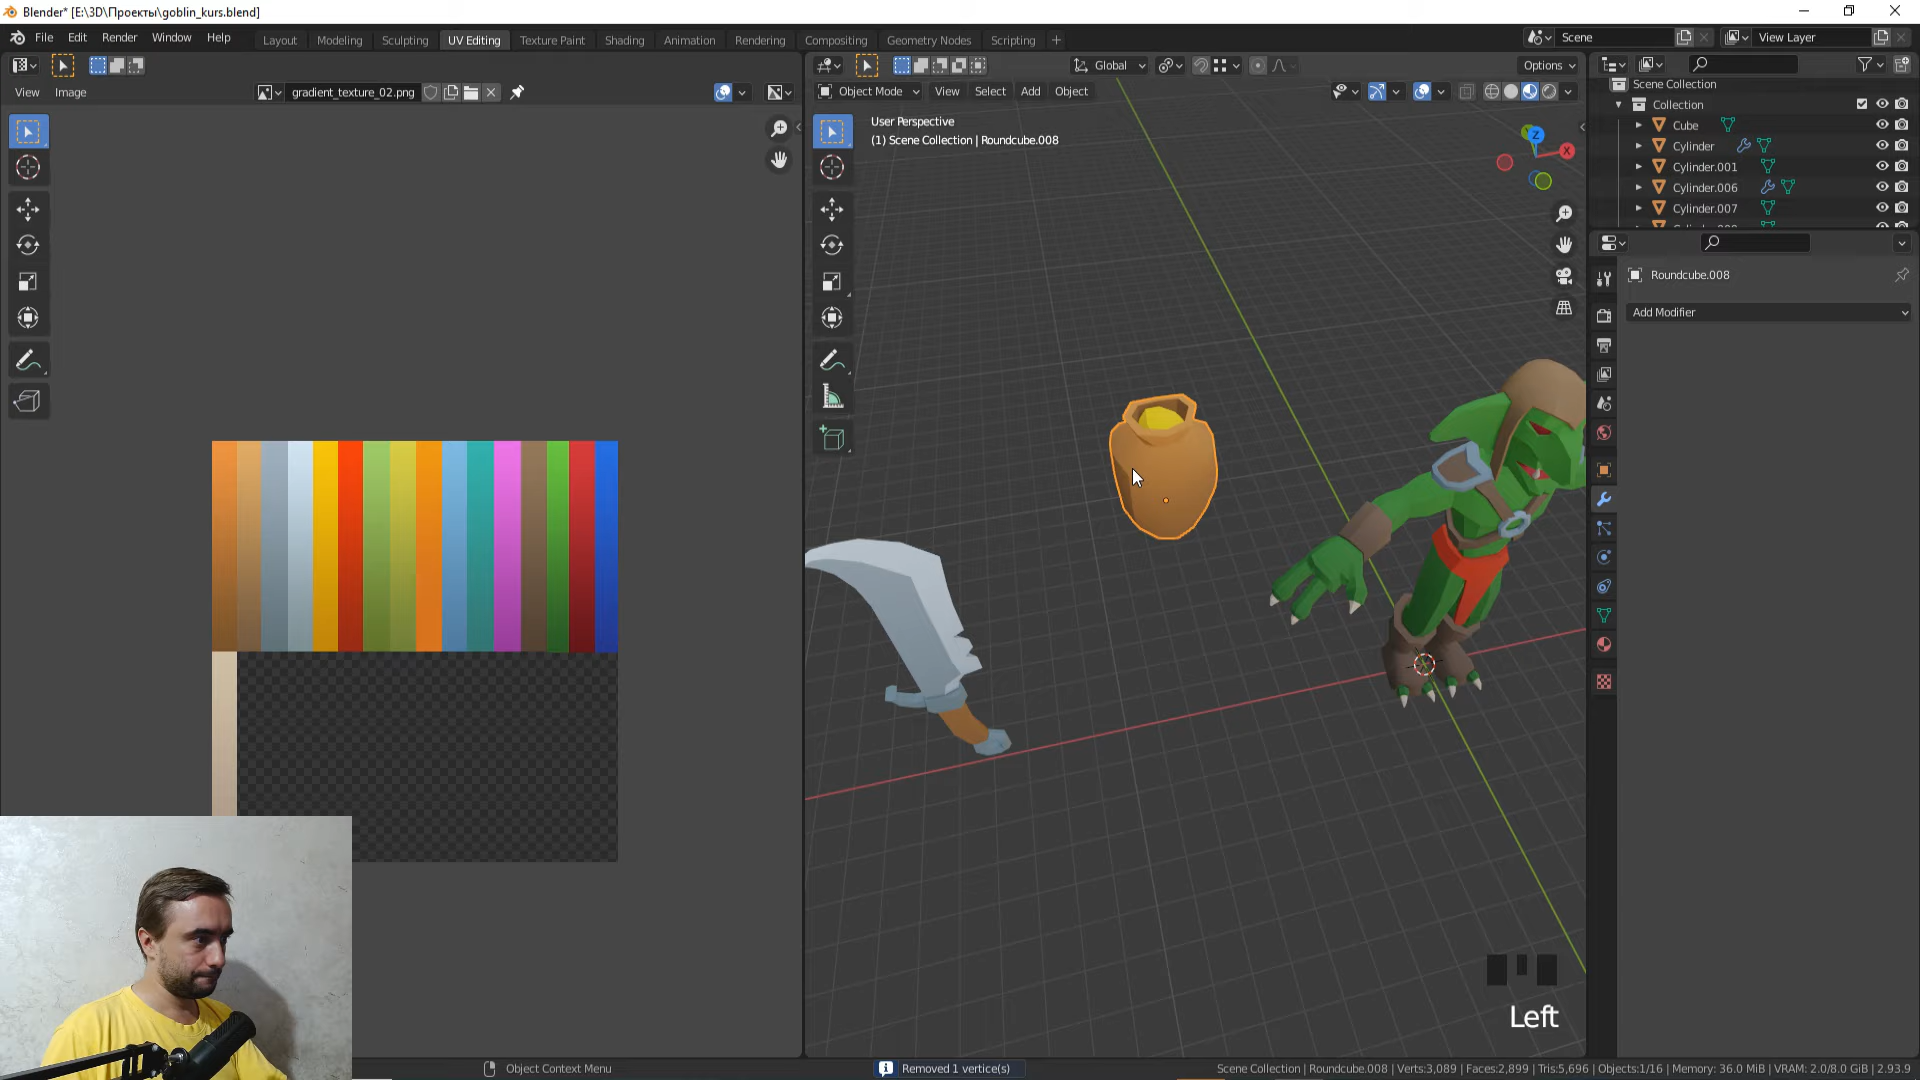 Blender* [E:\3D\Проекты\goblin_kurs.blend]
File Edit Render Window Help
Layout Modeling Sculpting UV Editing Texture Paint Shading Animation Rendering Compositing Geometry Nodes Scripting +
Scene
View Layer
Global
Options
View Image
gradient_texture_02.png
Object Mode View Select Add Object
User Perspective
(1) Scene Collection | Roundcube.008
Z
X
Scene Collection
Collection
Cube
Cylinder
Cylinder.001
Cylinder.006
Cylinder.007
Roundcube.008
Add Modifier
Left
Object Context Menu
Removed 1 vertice(s)
Scene Collection | Roundcube.008 | Verts:3,089 | Faces:2,899 | Tris:5,696 | Objects:1/16 | Memory: 36.0 MiB | VRAM: 2.0/8.0 GiB | 2.93.9